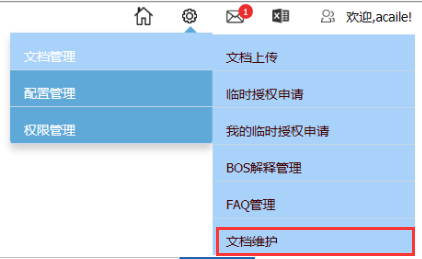 1 欢迎,acaile!
文档管理 文档上传
配置管理 临时授权申请
权限管理 我的临时授权申请
BOS解释管理
FAQ管理
文档维护